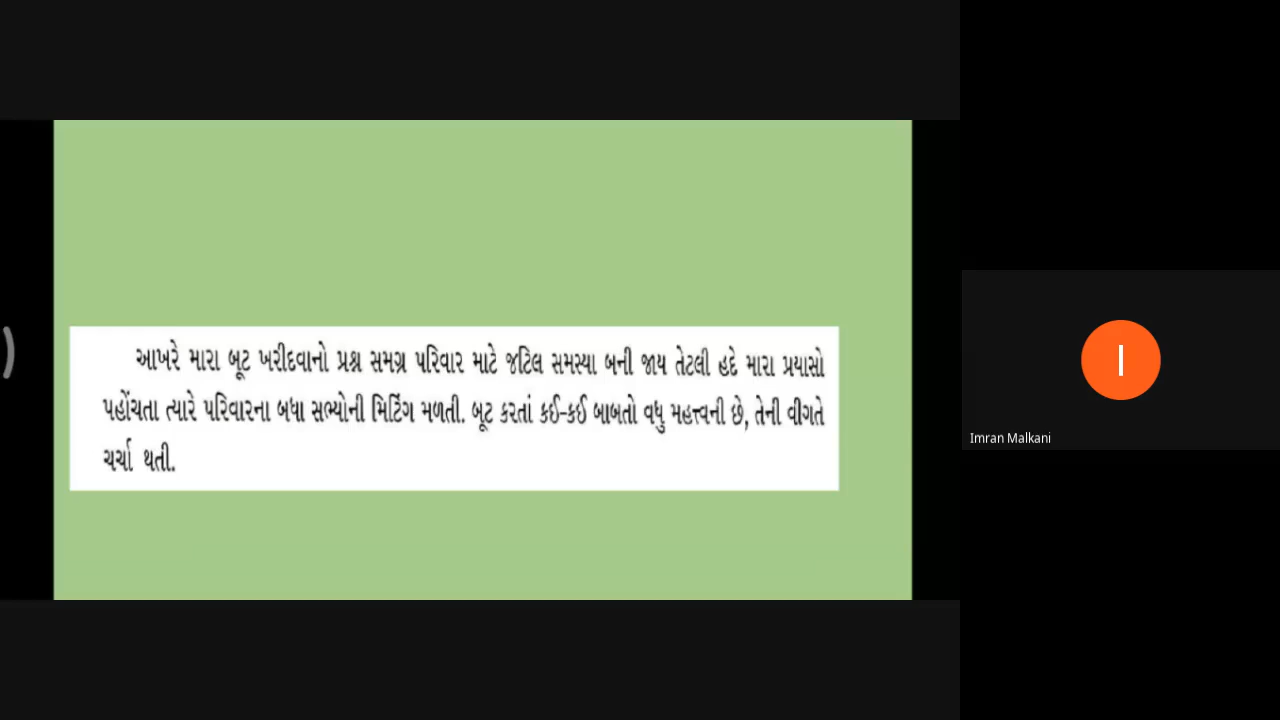 આખરે મારા બૂટ ખરીદવાનો પ્રશ્ન સમગ્ર પરિવાર માટે જટિલ સમસ્યા બની જાય તેટલી હદે મારા પ્રયાસો
પહોંચતા ત્યારે પરિવારના બધા સભ્યોની મિટિંગ મળતી. બૂટ કરતાં કઈ-કઈ બાબતો વધુ મહત્ત્વની છે, તેની વીગતે
ચર્ચા થતી.
I
Imran Malkani